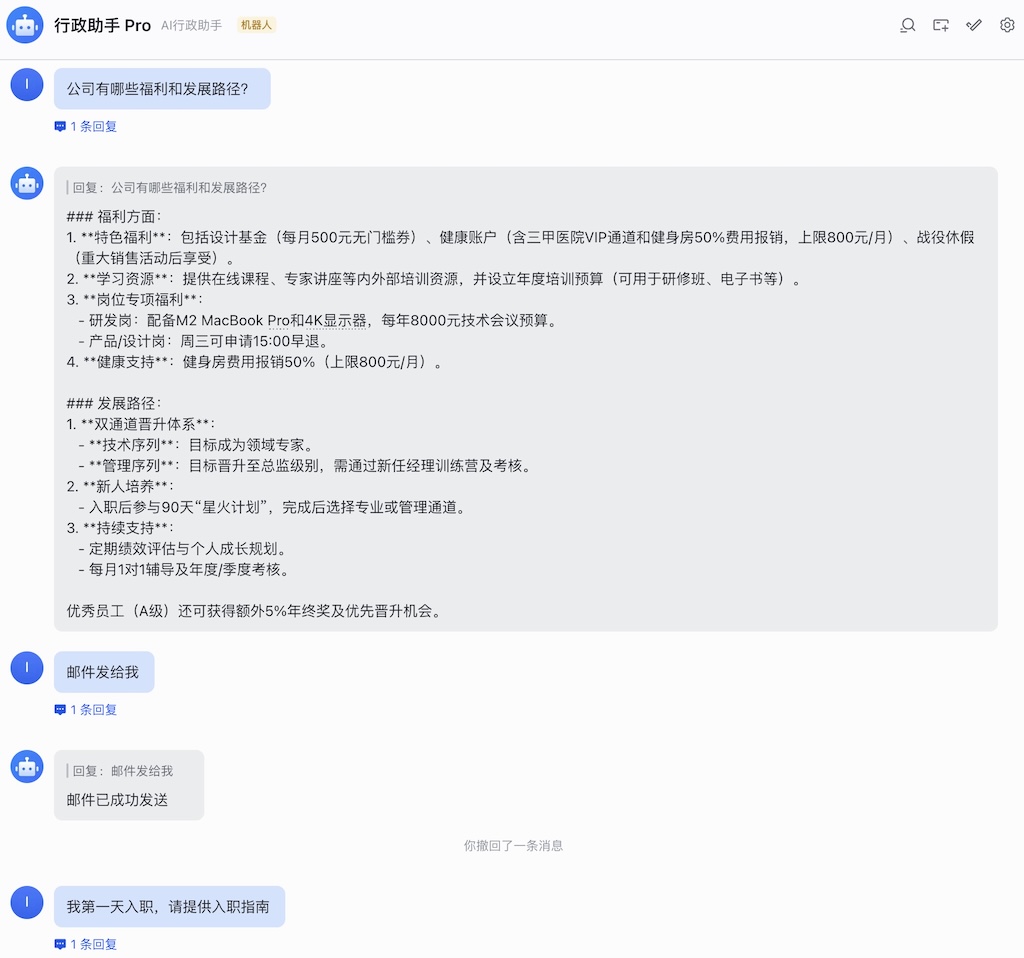 行政助手 Pro AI行政助手 机器人
I
公司有哪些福利和发展路径?
1 条回复
回复：公司有哪些福利和发展路径?
### 福利方面：
1. **特色福利**：包括设计基金（每月500元无门槛券）、健康账户（含三甲医院VIP通道和健身房50%费用报销，上限800元/月）、战役休假
（重大销售活动后享受）。
2. **学习资源**：提供在线课程、专家讲座等内外部培训资源，并设立年度培训预算（可用于研修班、电子书等）。
3. **岗位专项福利**：
- 研发岗：配备M2 MacBook Pro和4K显示器，每年8000元技术会议预算。
- 产品/设计岗：周三可申请15:00早退。
4. **健康支持**：健身房费用报销50%（上限800元/月）。
### 发展路径：
1. **双通道晋升体系**：
- **技术序列**：目标成为领域专家。
- **管理序列**：目标晋升至总监级别，需通过新任经理训练营及考核。
2. **新人培养**：
- 入职后参与90天“星火计划”，完成后选择专业或管理通道。
3. **持续支持**：
- 定期绩效评估与个人成长规划。
- 每月1对1辅导及年度/季度考核。
优秀员工（A级）还可获得额外5%年终奖及优先晋升机会。
I
邮件发给我
1 条回复
回复：邮件发给我
邮件已成功发送
你撤回了一条消息
I
我第一天入职，请提供入职指南
1 条回复